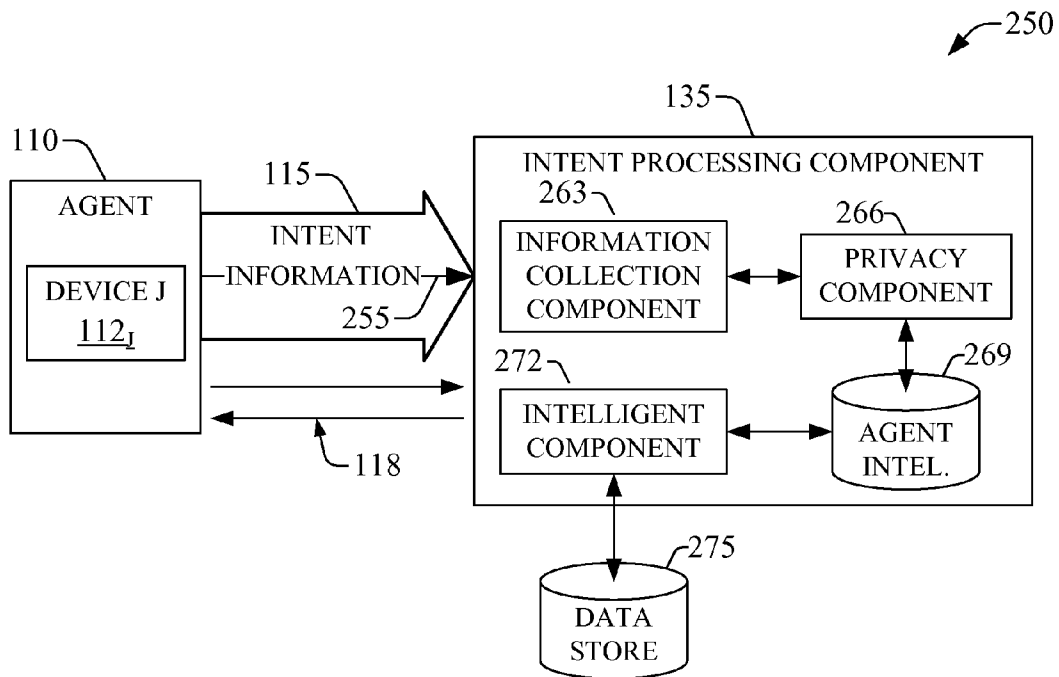 250
135
110
INTENT PROCESSING COMPONENT
115
263
AGENT
266
INTENT
INFORMATION
COLLECTION
COMPONENT
PRIVACY
COMPONENT
INFORMATION
DEVICE J
112J
255
272
269
INTELLIGENT
COMPONENT
AGENT
INTEL.
118
275
DATA
STORE